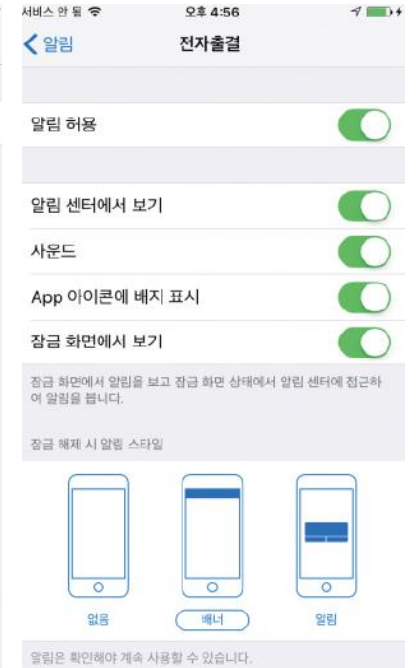 서비스 안 됨 오후 4:56
알림 전자출결
알림 허용
알림 센터에서 보기
사운드
App 아이콘에 배지 표시
잠금 화면에서 보기
잠금 화면에서 알림을 보고 잠금 화면 상태에서 알림 센터에 접근하
여 알림을 봅니다.
잠금 해제 시 알림 스타일
없음 배너 알림
알림은 확인해야 계속 사용할 수 있습니다.